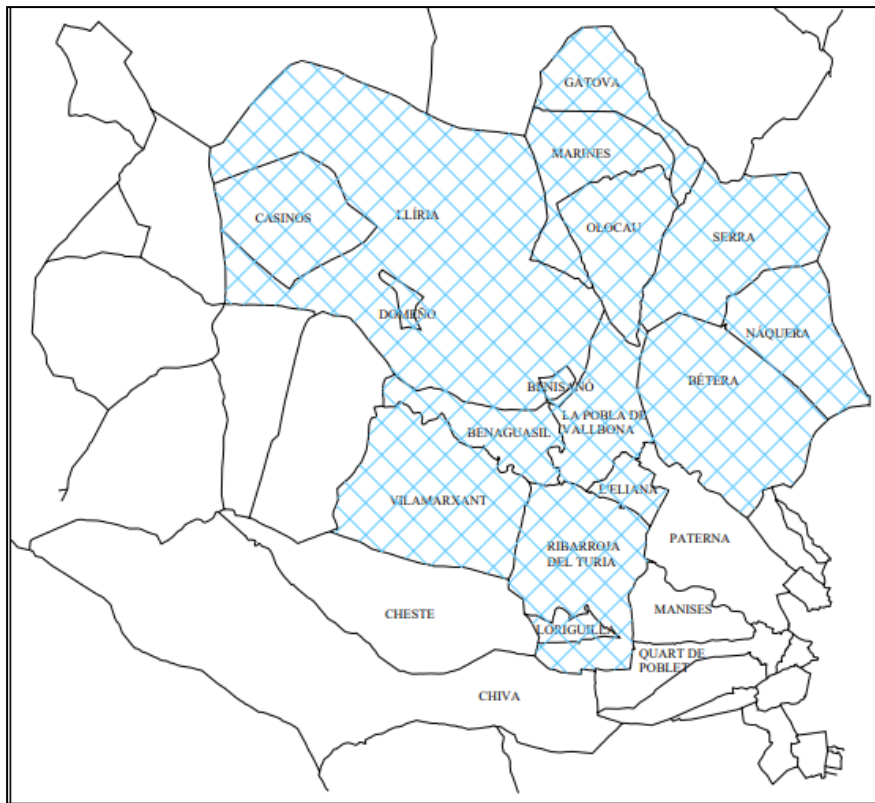 GÀTOVA
MARINES
CASINOS
LLÍRIA
OLOCAU
SERRA
DOMEÑO
NÀQUERA
BENISANÓ
BÉTERA
LA POBLA DE
VALLBONA
BENAGUASIL
L'ELIANA
VILAMARXANT
PATERNA
RIBARROJA
DEL TURIA
MANISES
CHESTE
LORIGUILLA
QUART DE
POBLET
CHIVA